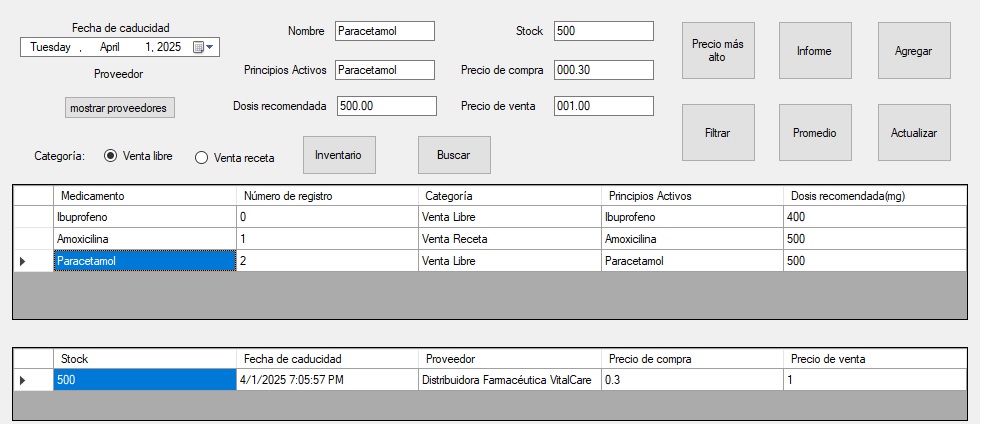 Fecha de caducidad
Tuesday , April 1, 2025
Proveedor
mostrar proveedores
Nombre Paracetamol
Principios Activos Paracetamol
Dosis recomendada 500.00
Stock 500
Precio de compra 000.30
Precio de venta 001.00
Precio más
alto
Informe
Agregar
Filtrar
Promedio
Actualizar
Categoría: Venta libre Venta receta
Inventario
Buscar
Medicamento Número de registro Categoría Principios Activos Dosis recomendada(mg)
Ibuprofeno 0 Venta Libre Ibuprofeno 400
Amoxicilina 1 Venta Receta Amoxicilina 500
Paracetamol 2 Venta Libre Paracetamol 500
Stock Fecha de caducidad Proveedor Precio de compra Precio de venta
500 4/1/2025 7:05:57 PM Distribuidora Farmacéutica VitalCare 0.3 1